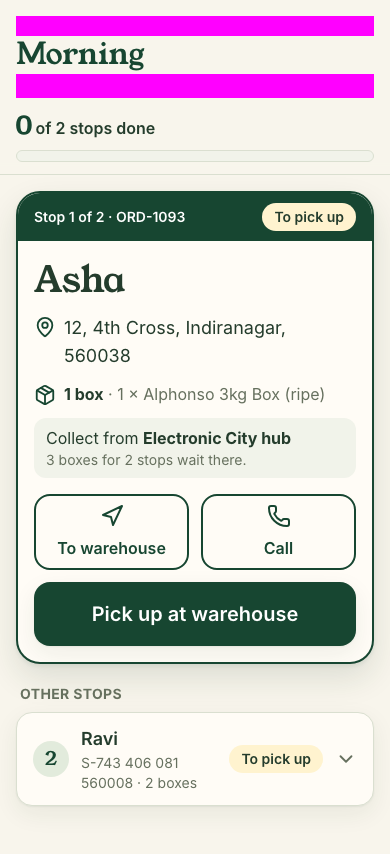 Morning
0 of 2 stops done
Stop 1 of 2 · ORD-1093
To pick up
Asha
12, 4th Cross, Indiranagar,
560038
1 box · 1 × Alphonso 3kg Box (ripe)
Collect from Electronic City hub
3 boxes for 2 stops wait there.
To warehouse
Call
Pick up at warehouse
OTHER STOPS
2
Ravi
S-743 406 081
560008 · 2 boxes
To pick up